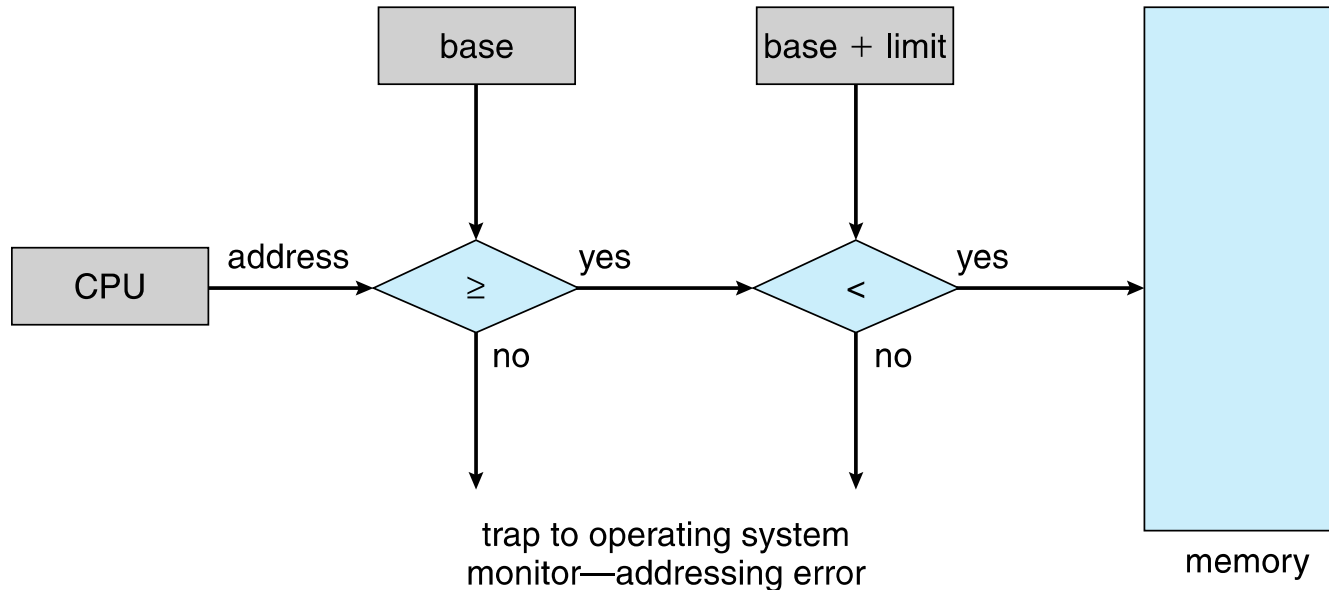 base
base + limit
CPU
address
≥
yes
<
yes
no
no
trap to operating system
monitor—addressing error
memory